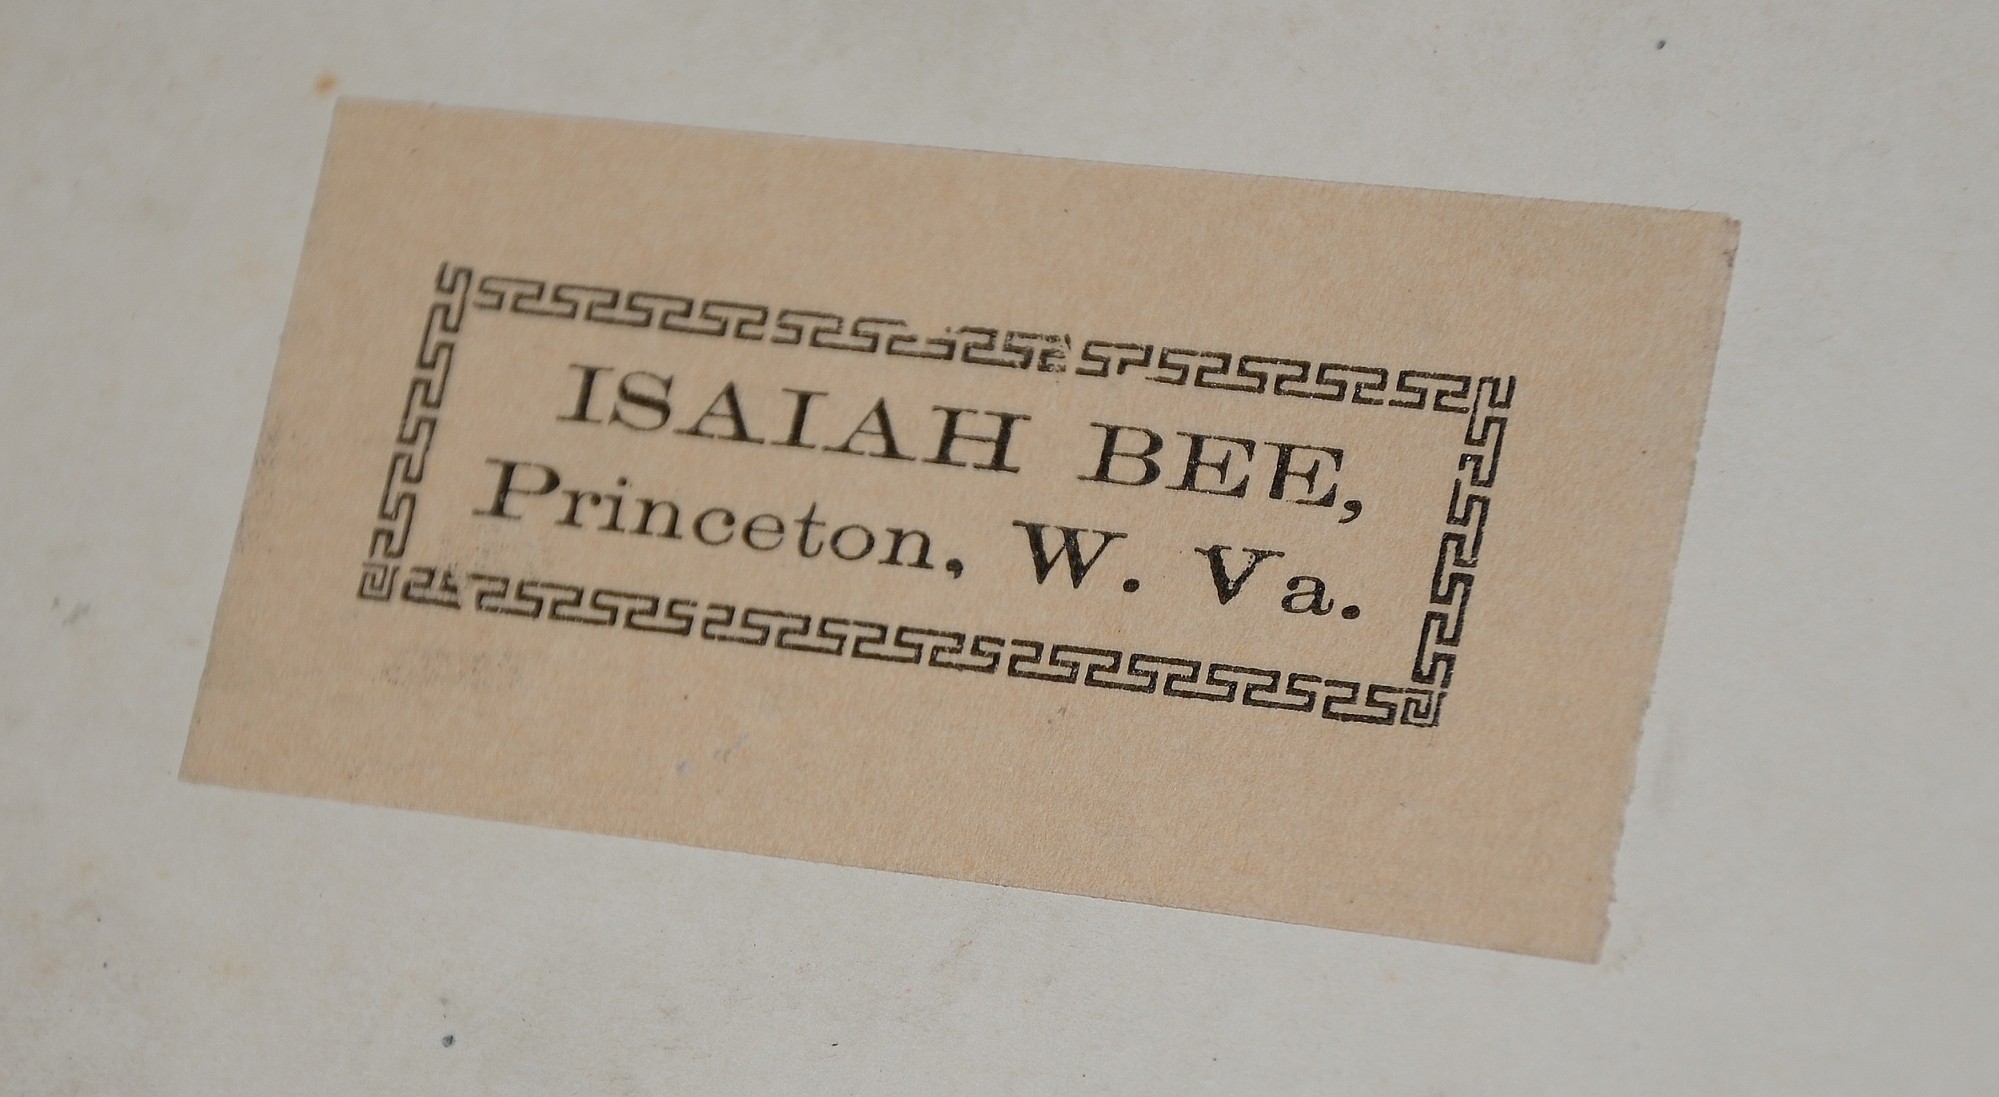 ISAIAH BEE,
Princeton, W. Va.